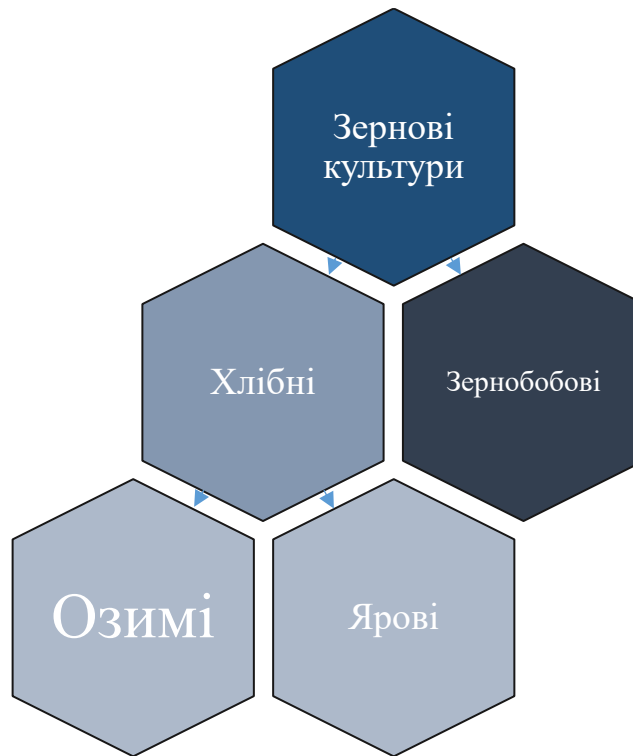 Зернові
культури
Хлібні
Зернобобові
Озимі
Ярові